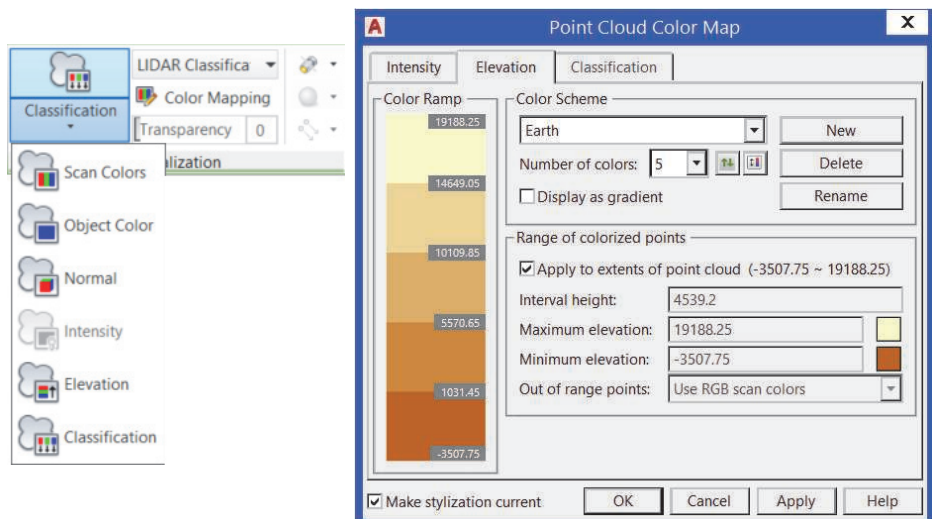 Classification
LIDAR Classifica
Color Mapping
Transparency 0
lization
Scan Colors
Object Color
Normal
Intensity
Elevation
Classification
A
Point Cloud Color Map
X
Intensity Elevation Classification
Color Ramp
19188.25
14649.05
10109.85
5570.65
1031.45
-3507.75
Color Scheme
Earth
New
Number of colors: 5
Delete
Display as gradient
Rename
Range of colorized points
Apply to extents of point cloud (-3507.75 ~ 19188.25)
Interval height: 4539.2
Maximum elevation: 19188.25
Minimum elevation: -3507.75
Out of range points: Use RGB scan colors
Make stylization current
OK Cancel Apply Help